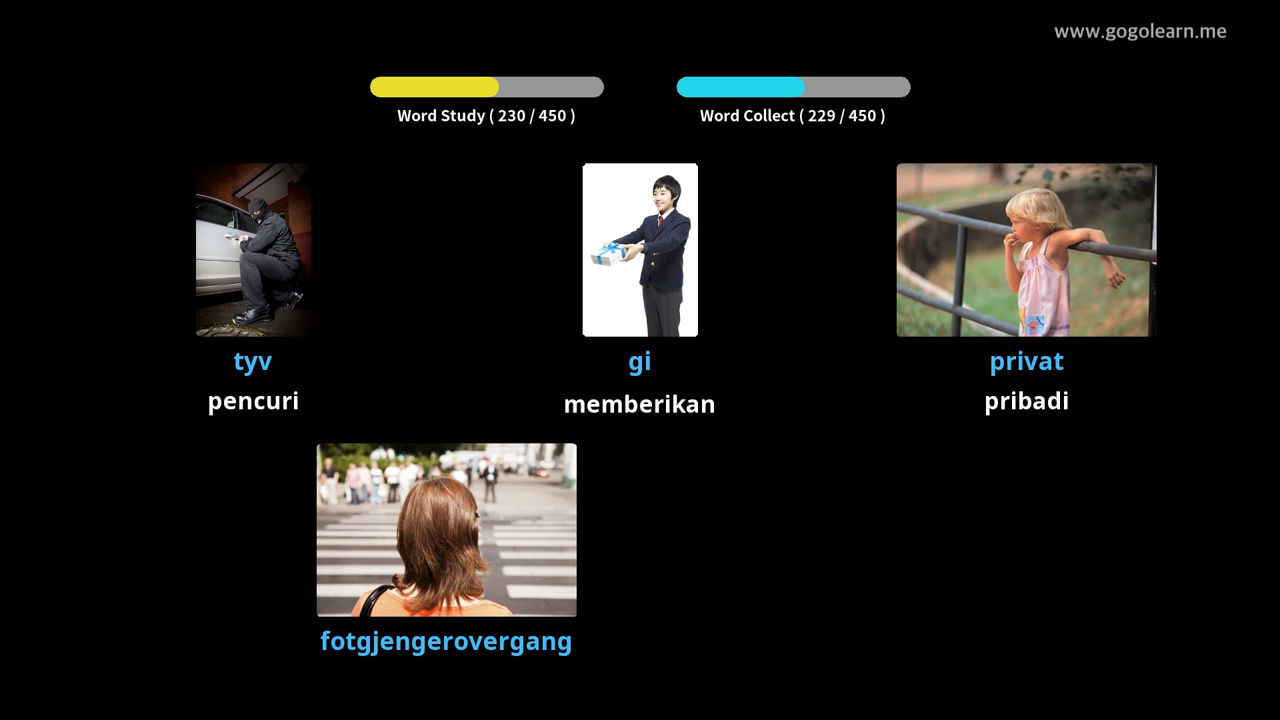 www.gogolearn.me
Word Study ( 230 / 450 )
Word Collect ( 229 / 450 )
tyv
pencuri
gi
memberikan
privat
pribadi
fotgjengerovergang